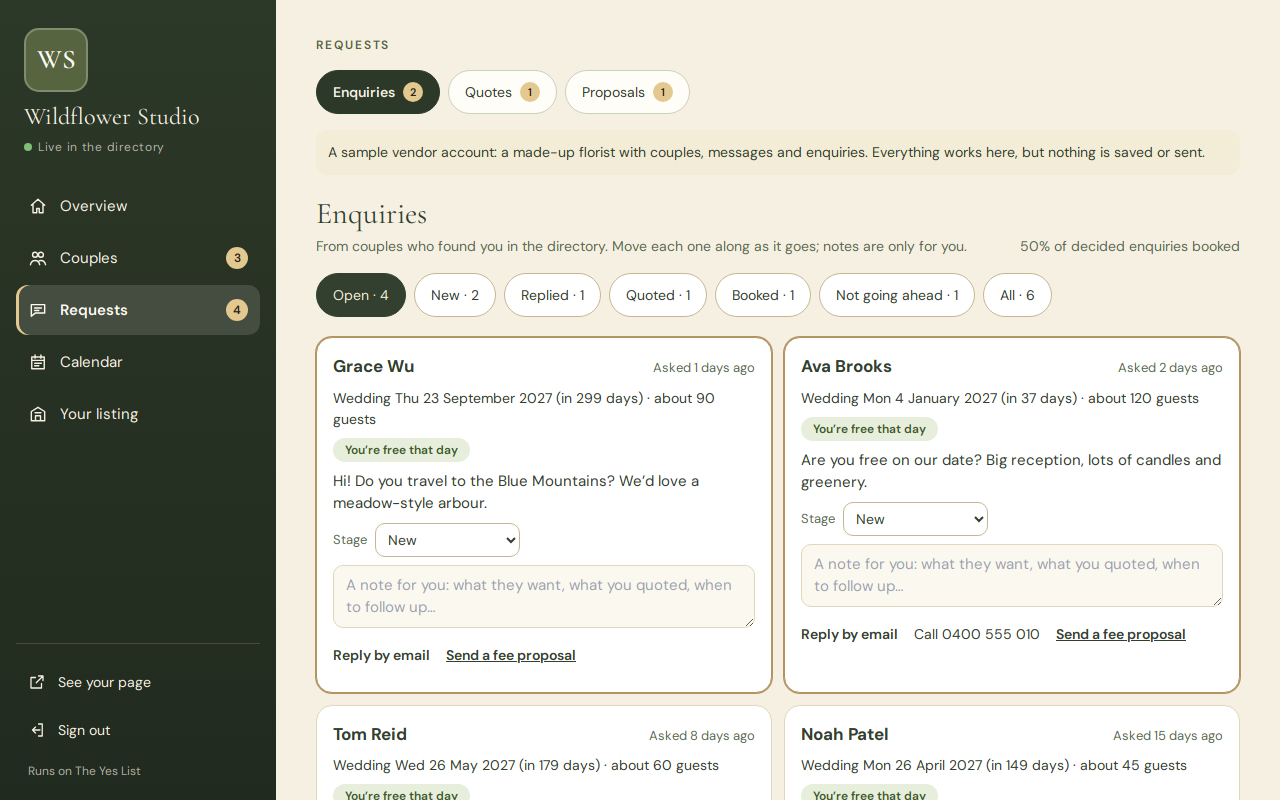 WS
Wildflower Studio
Live in the directory
Overview
Couples 3
Requests 4
Calendar
Your listing
See your page
Sign out
Runs on The Yes List
REQUESTS
Enquiries 2 Quotes 1 Proposals 1
A sample vendor account: a made-up florist with couples, messages and enquiries. Everything works here, but nothing is saved or sent.
Enquiries
From couples who found you in the directory. Move each one along as it goes; notes are only for you. 50% of decided enquiries booked
Open · 4 New · 2 Replied · 1 Quoted · 1 Booked · 1 Not going ahead · 1 All · 6
Grace Wu Asked 1 days ago
Wedding Thu 23 September 2027 (in 299 days) · about 90
guests
You’re free that day
Hi! Do you travel to the Blue Mountains? We’d love a
meadow-style arbour.
Stage New
A note for you: what they want, what you quoted, when
to follow up…
Reply by email Send a fee proposal
Ava Brooks Asked 2 days ago
Wedding Mon 4 January 2027 (in 37 days) · about 120 guests
You’re free that day
Are you free on our date? Big reception, lots of candles and
greenery.
Stage New
A note for you: what they want, what you quoted, when
to follow up…
Reply by email Call 0400 555 010 Send a fee proposal
Tom Reid Asked 8 days ago
Wedding Wed 26 May 2027 (in 179 days) · about 60 guests
You’re free that day
Noah Patel Asked 15 days ago
Wedding Mon 26 April 2027 (in 149 days) · about 45 guests
You’re free that day